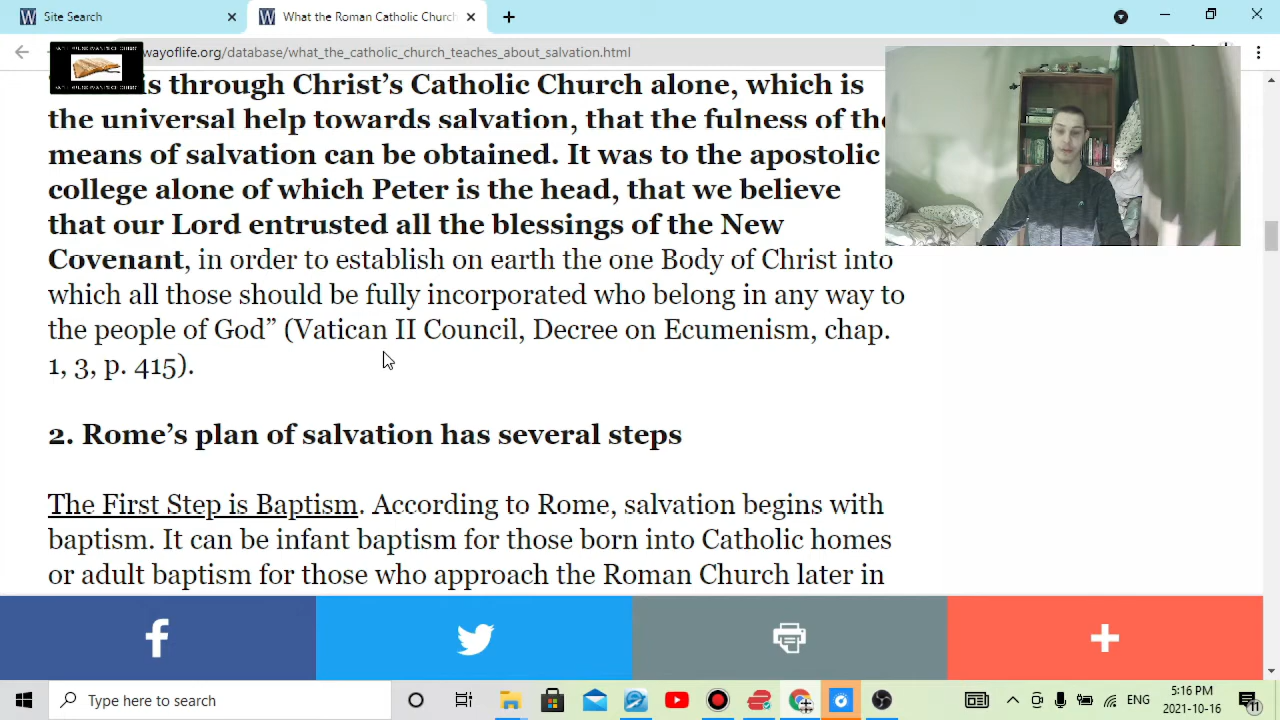 Site Search
What the Roman Catholic Church
wayoflife.org/database/what_the_catholic_church_teaches_about_salvation.html
is through Christ's Catholic Church alone, which is
the universal help towards salvation, that the fulness of the
means of salvation can be obtained. It was to the apostolic
college alone of which Peter is the head, that we believe
that our Lord entrusted all the blessings of the New
Covenant, in order to establish on earth the one Body of Christ into
which all those should be fully incorporated who belong in any way to
the people of God” (Vatican II Council, Decree on Ecumenism, chap.
1, 3, p. 415).
2. Rome’s plan of salvation has several steps
The First Step is Baptism. According to Rome, salvation begins with
baptism. It can be infant baptism for those born into Catholic homes
or adult baptism for those who approach the Roman Church later in
Type here to search
ENG
5:16 PM
2021-10-16
11